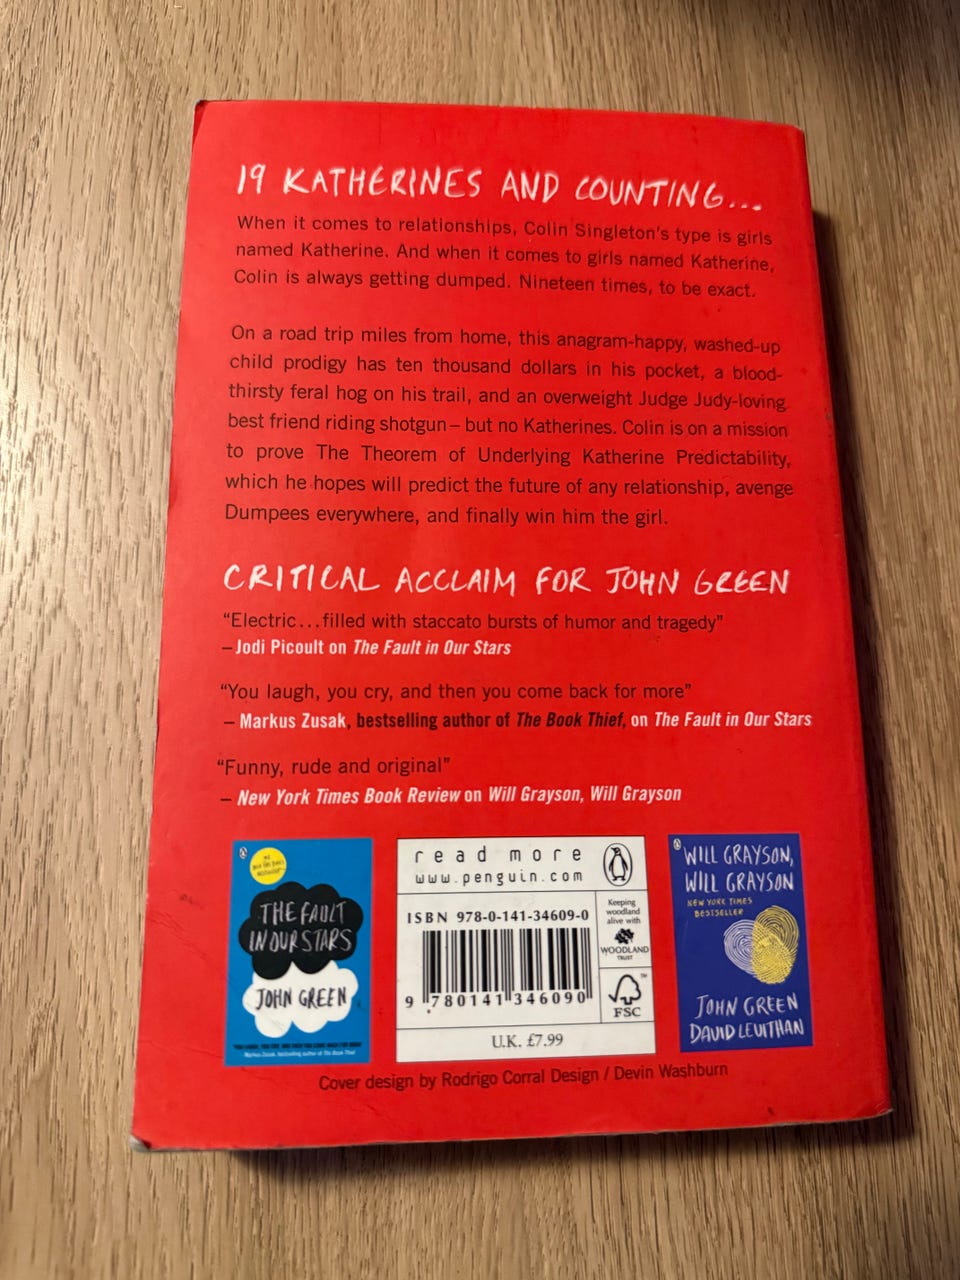 19 KATHERINES AND COUNTING...
When it comes to relationships, Colin Singleton's type is girls
named Katherine. And when it comes to girls named Katherine,
Colin is always getting dumped. Nineteen times, to be exact.
On a road trip miles from home, this anagram-happy, washed-up
child prodigy has ten thousand dollars in his pocket, a blood-
thirsty feral hog on his trail, and an overweight Judge Judy-loving
best friend riding shotgun – but no Katherines. Colin is on a mission
to prove The Theorem of Underlying Katherine Predictability,
which he hopes will predict the future of any relationship, avenge
Dumpees everywhere, and finally win him the girl.
CRITICAL ACCLAIM FOR JOHN GREEN
“Electric...filled with staccato bursts of humor and tragedy”
– Jodi Picoult on The Fault in Our Stars
“You laugh, you cry, and then you come back for more”
– Markus Zusak, bestselling author of The Book Thief, on The Fault in Our Stars
“Funny, rude and original”
– New York Times Book Review on Will Grayson, Will Grayson
THE FAULT
IN OUR STARS
JOHN GREEN
Markus Zusak, bestselling author of The Book Thief
read more
www.penguin.com
ISBN 978-0-141-34609-0
9 780141 346090
Keeping
woodland
alive with
WOODLAND
TRUST
FSC
TM
U.K. £7.99
WILL GRAYSON,
WILL GRAYSON
NEW YORK TIMES
BESTSELLER
JOHN GREEN
DAVID LEVITHAN
Cover design by Rodrigo Corral Design / Devin Washburn